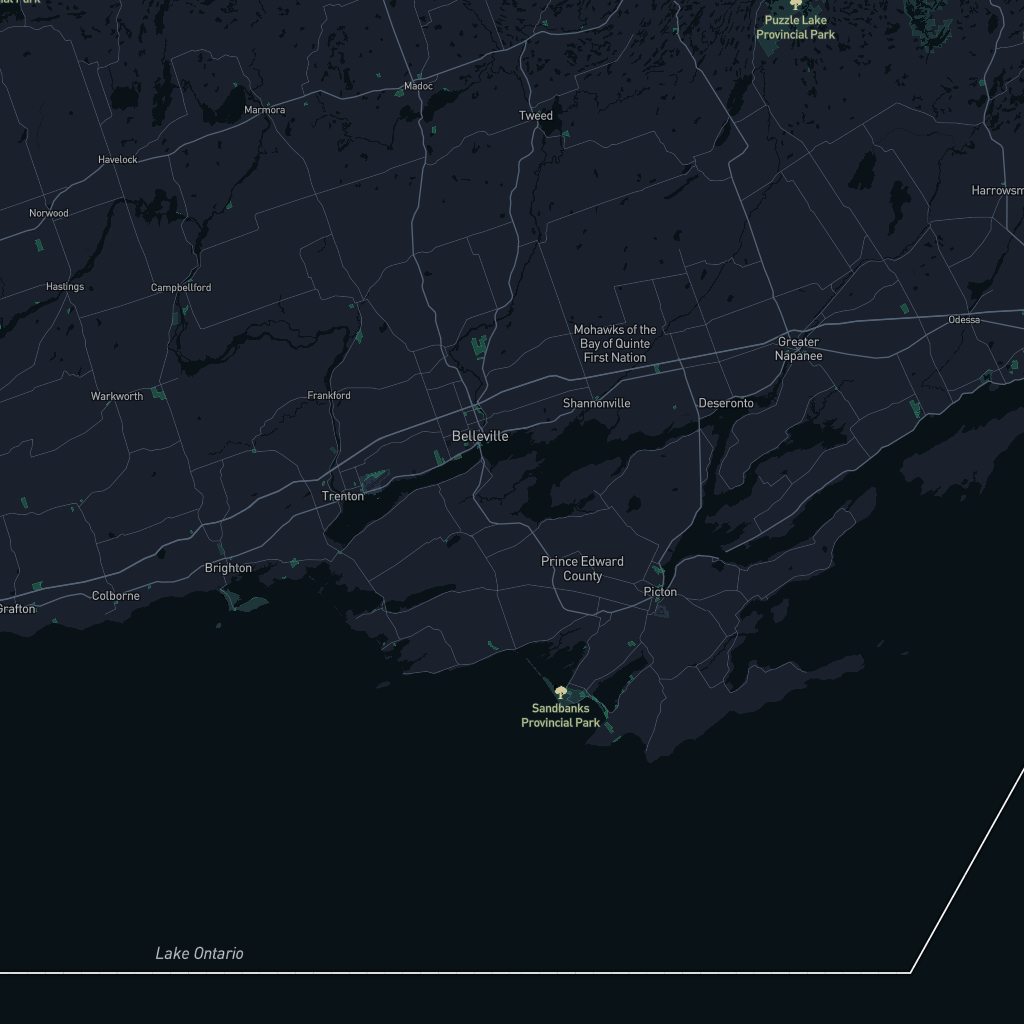 Puzzle Lake
Provincial Park
Madoc
Marmora
Tweed
Havelock
Norwood
Harrowsm
Hastings
Campbellford
Mohawks of the
Bay of Quinte
First Nation
Odessa
Greater
Napanee
Warkworth
Frankford
Shannonville
Deseronto
Belleville
Trenton
Brighton
Prince Edward
County
Colborne
Picton
Grafton
Sandbanks
Provincial Park
Lake Ontario